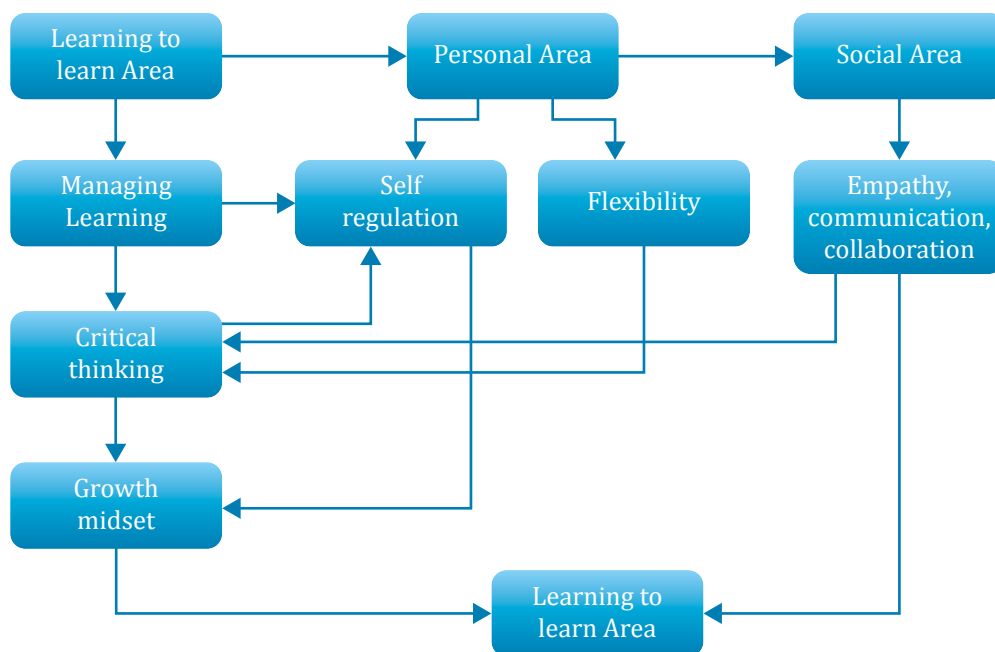 Learning to
learn Area
Personal Area
Social Area
Managing
Learning
Self
regulation
Flexibility
Empathy,
communication,
collaboration
Critical
thinking
Growth
midset
Learning to
learn Area